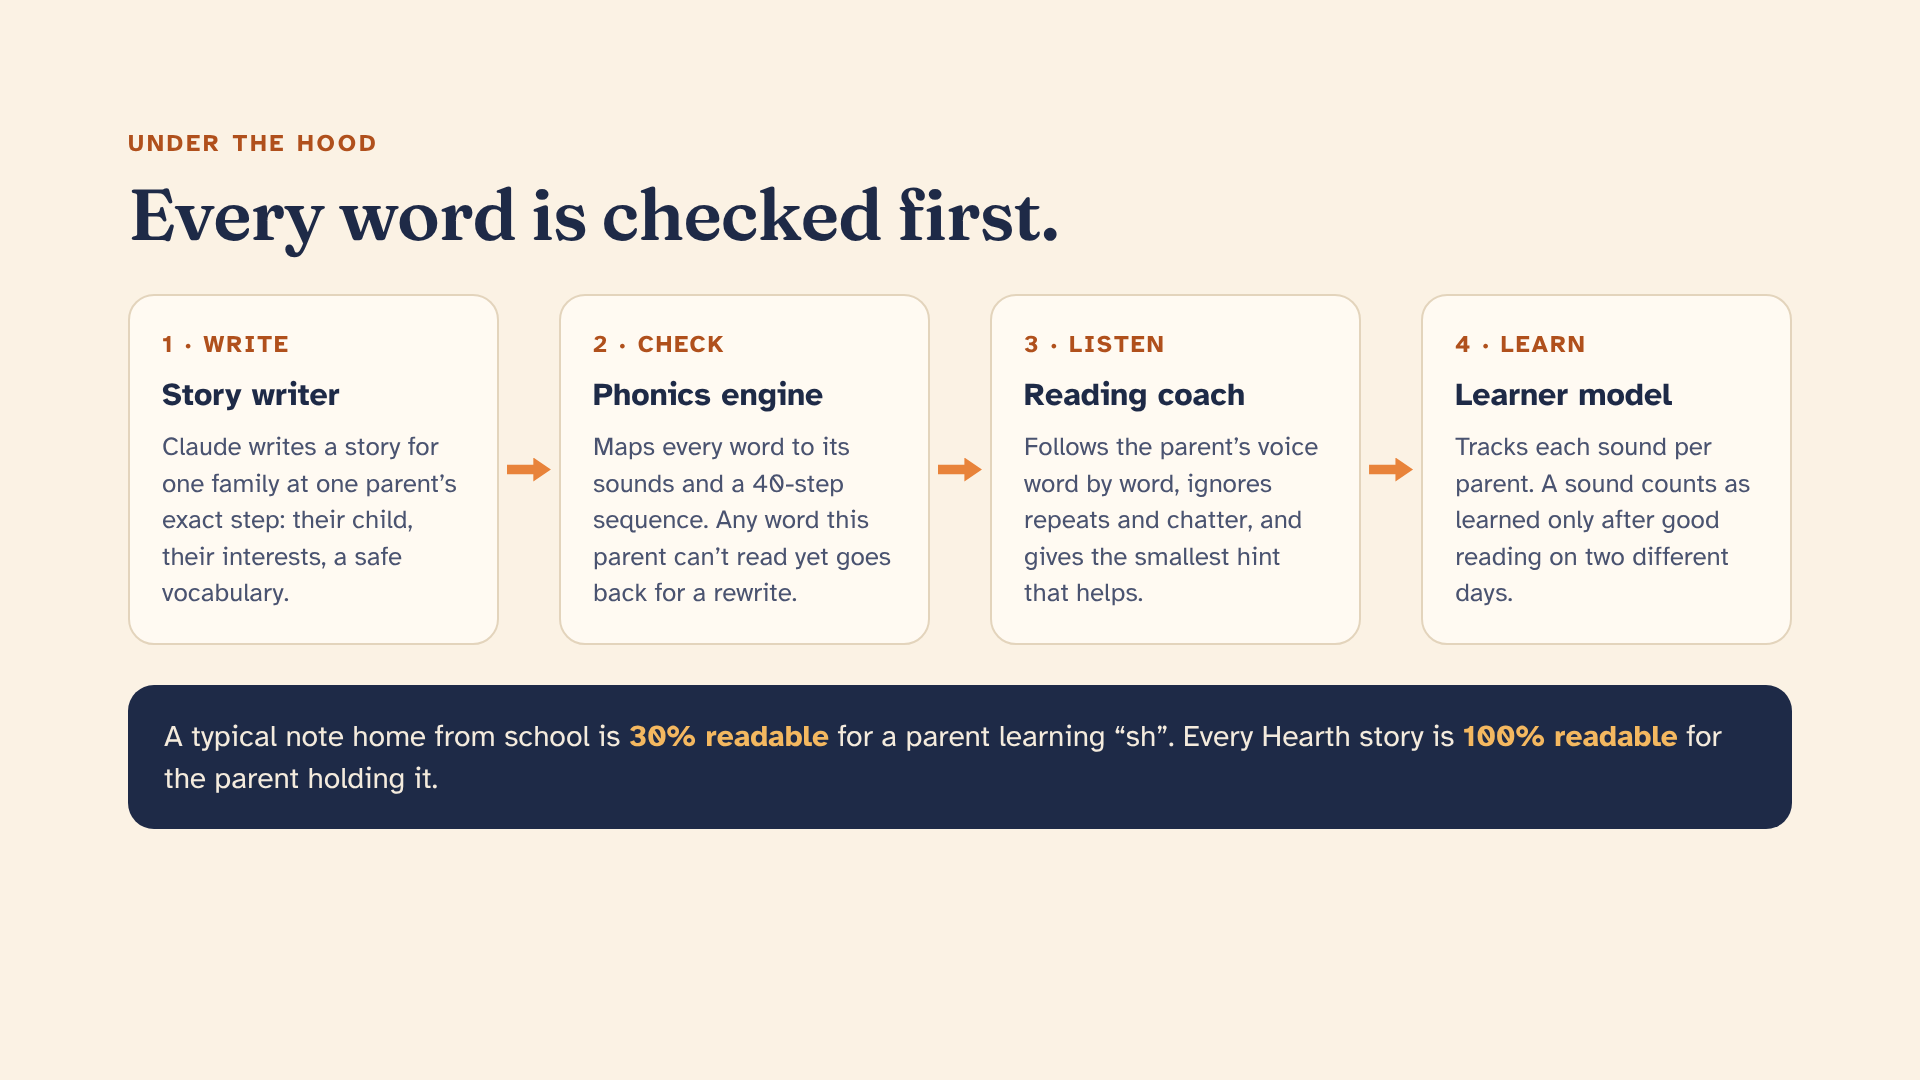 UNDER THE HOOD
Every word is checked first.
1 · WRITE
Story writer
Claude writes a story for
one family at one parent’s
exact step: their child,
their interests, a safe
vocabulary.
2 · CHECK
Phonics engine
Maps every word to its
sounds and a 40-step
sequence. Any word this
parent can’t read yet goes
back for a rewrite.
3 · LISTEN
Reading coach
Follows the parent’s voice
word by word, ignores
repeats and chatter, and
gives the smallest hint
that helps.
4 · LEARN
Learner model
Tracks each sound per
parent. A sound counts as
learned only after good
reading on two different
days.
A typical note home from school is 30% readable for a parent learning “sh”. Every Hearth story is 100% readable for
the parent holding it.